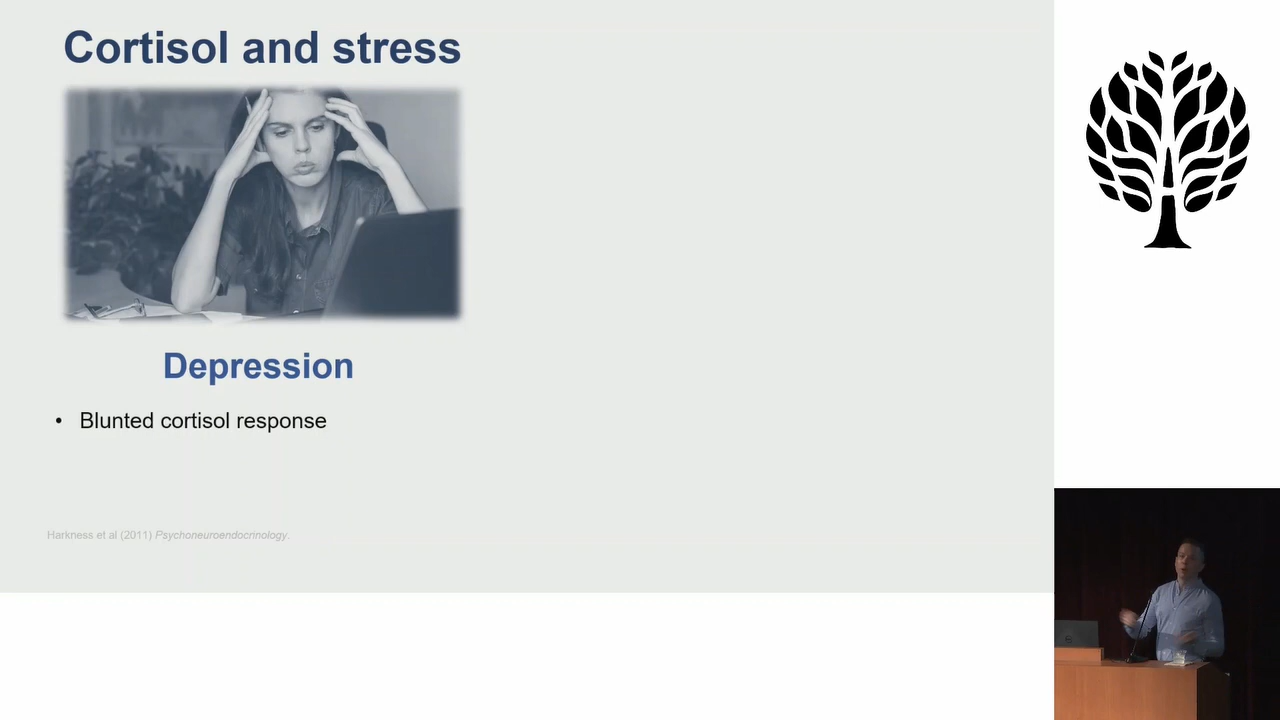 Cortisol and stress
Depression
• Blunted cortisol response
Harkness et al (2011) Psychoneuroendocrinology.